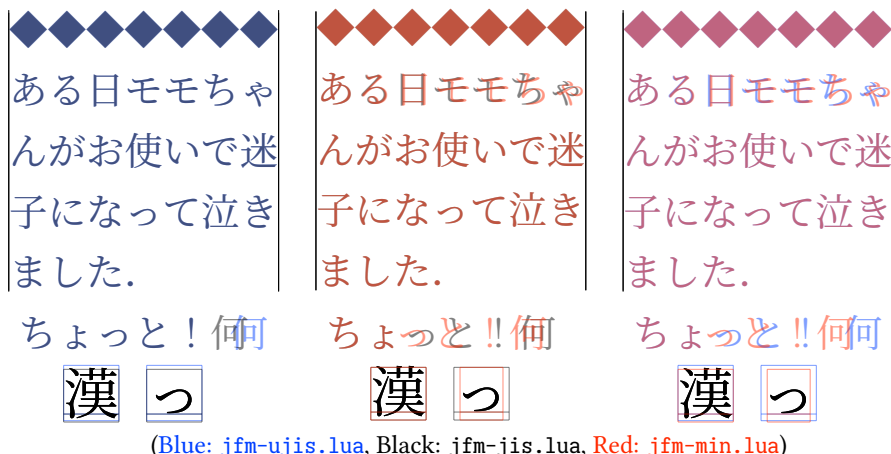 ◆◆◆◆◆◆◆
ある日モモちゃ
んがお使いで迷
子になって泣き
ました.
ちょっと!何
漢 っ
◆◆◆◆◆◆◆
ある日モモちゃ
んがお使いで迷
子になって泣き
ました.
ちょっと!!何
漢 っ
◆◆◆◆◆◆◆
ある日モモちゃ
んがお使いで迷
子になって泣き
ました.
ちょっと!!何
漢 っ
(Blue: jfm-ujis.lua, Black: jfm-jis.lua, Red: jfm-min.lua)